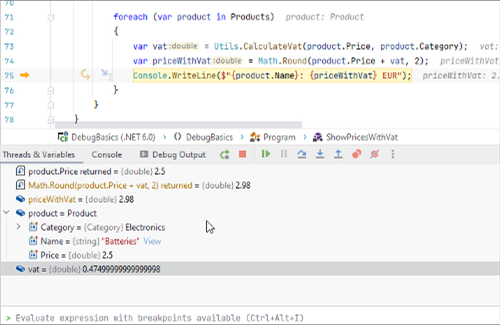 70
71 foreach (var product in Products) product: Product
72 {
73 var vat:double = Utils.CalculateVat(product.Price, product.Category); vat:
74 var priceWithVat:double = Math.Round(product.Price + vat, 2); priceWithVat
75 Console.WriteLine($"{product.Name}: {priceWithVat} EUR"); priceWithVat: 2.
76 }
77 }
78 }
DebugBasics (.NET 6.0) > DebugBasics > Program > ShowPricesWithVat
Threads & Variables Console Debug Output
product.Price returned = {double} 2.5
Math.Round(product.Price + vat, 2) returned = {double} 2.98
priceWithVat = {double} 2.98
product = Product
Category = {Category} Electronics
Name = {string} "Batteries" View
Price = {double} 2.5
vat = {double} 0.47499999999999998
> Evaluate expression with breakpoints available (Ctrl+Alt+I)